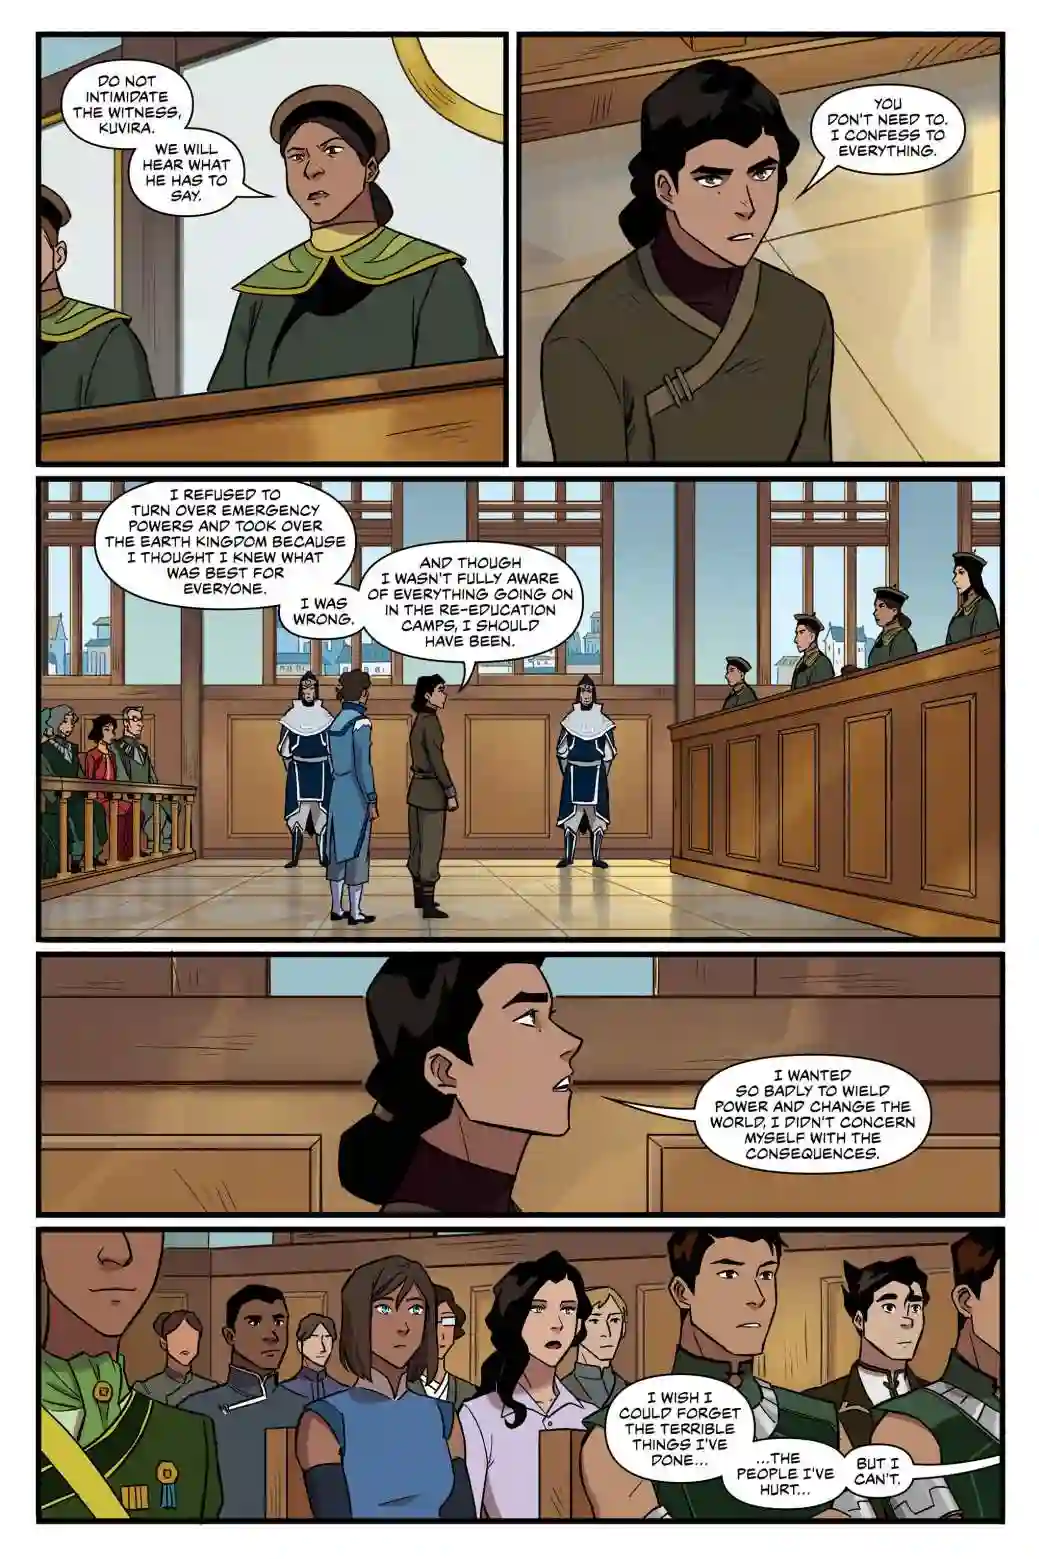 DO NOT
INTIMIDATE
THE WITNESS,
KUVIRA.
WE WILL
HEAR WHAT
HE HAS TO
SAY.
YOU
DON'T NEED TO.
I CONFESS TO
EVERYTHING.
I REFUSED TO
TURN OVER EMERGENCY
POWERS AND TOOK OVER
THE EARTH KINGDOM BECAUSE
I THOUGHT I KNEW WHAT
WAS BEST FOR
EVERYONE.
I WAS
WRONG.
AND THOUGH
I WASN'T FULLY AWARE
OF EVERYTHING GOING ON
IN THE RE-EDUCATION
CAMPS, I SHOULD
HAVE BEEN.
I WANTED
SO BADLY TO WIELD
POWER AND CHANGE THE
WORLD, I DIDN'T CONCERN
MYSELF WITH THE
CONSEQUENCES.
I WISH I
COULD FORGET
THE TERRIBLE
THINGS I'VE
DONE...
...THE
PEOPLE I'VE
HURT...
BUT I
CAN'T.